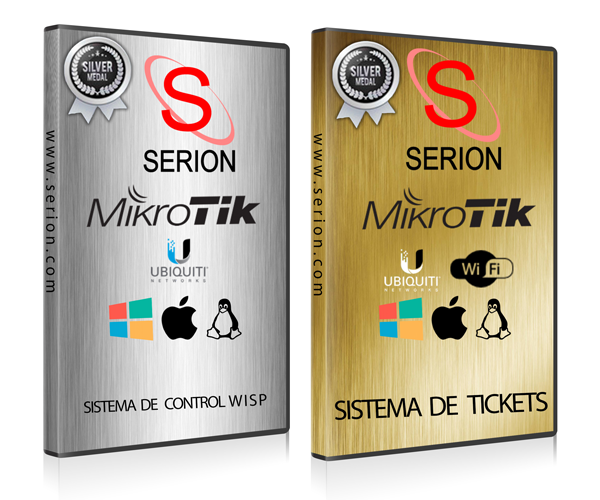 SILVER
MEDAL
S
SERION
www.serion.com
MikroTik
U
UBIQUITI
NETWORKS
SISTEMA DE CONTROL WISP
SILVER
MEDAL
S
SERION
www.serion.com
MikroTik
U
UBIQUITI
NETWORKS
Wi Fi
SISTEMA DE TICKETS